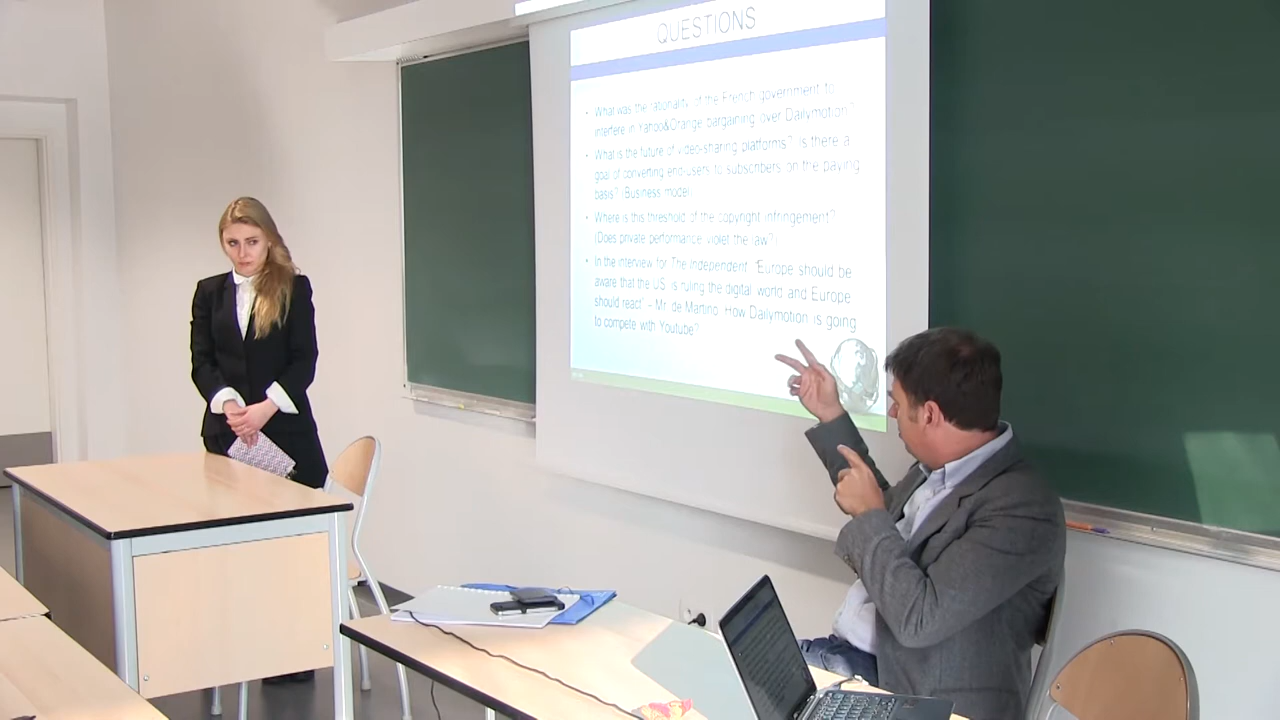 QUESTIONS
• What was the rationality of the French government to
interfere in Yahoo&Orange bargaining over Dailymotion?
• What is the future of video-sharing platforms? Is there a
goal of converting end-users to subscribers on the paying
basis? (Business model)
• Where is this threshold of the copyright infringement?
(Does private performance violet the law?)
• In the interview for The Independent: "Europe should be
aware that the US is ruling the digital world and Europe
should react" – Mr. de Martino. How Dailymotion is going
to compete with Youtube?